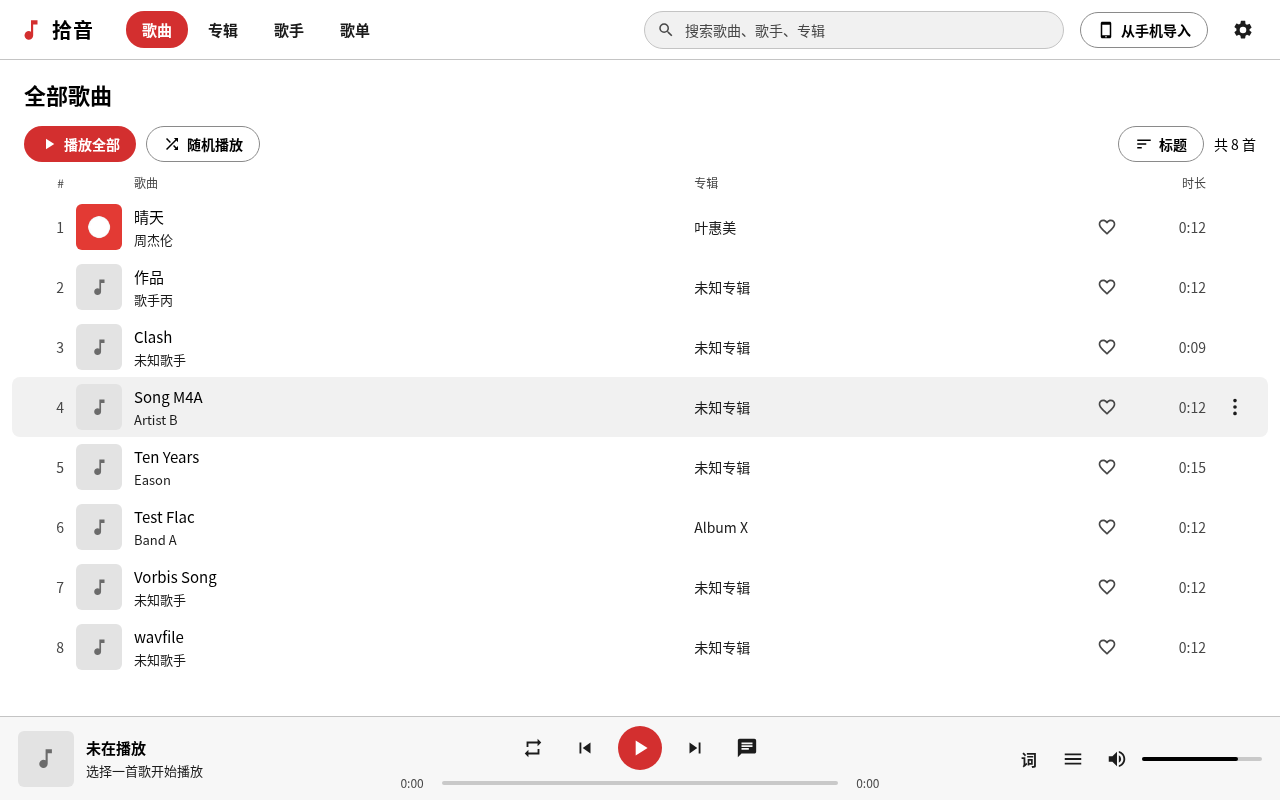 拾音
歌曲
专辑
歌手
歌单
搜索歌曲、歌手、专辑
从手机导入
全部歌曲
播放全部
随机播放
标题
共 8 首
# 歌曲 专辑 时长
1 晴天 叶惠美 0:12
周杰伦
2 作品 未知专辑 0:12
歌手丙
3 Clash 未知专辑 0:09
未知歌手
4 Song M4A 未知专辑 0:12
Artist B
5 Ten Years 未知专辑 0:15
Eason
6 Test Flac Album X 0:12
Band A
7 Vorbis Song 未知专辑 0:12
未知歌手
8 wavfile 未知专辑 0:12
未知歌手
未在播放
选择一首歌开始播放
0:00
0:00
词